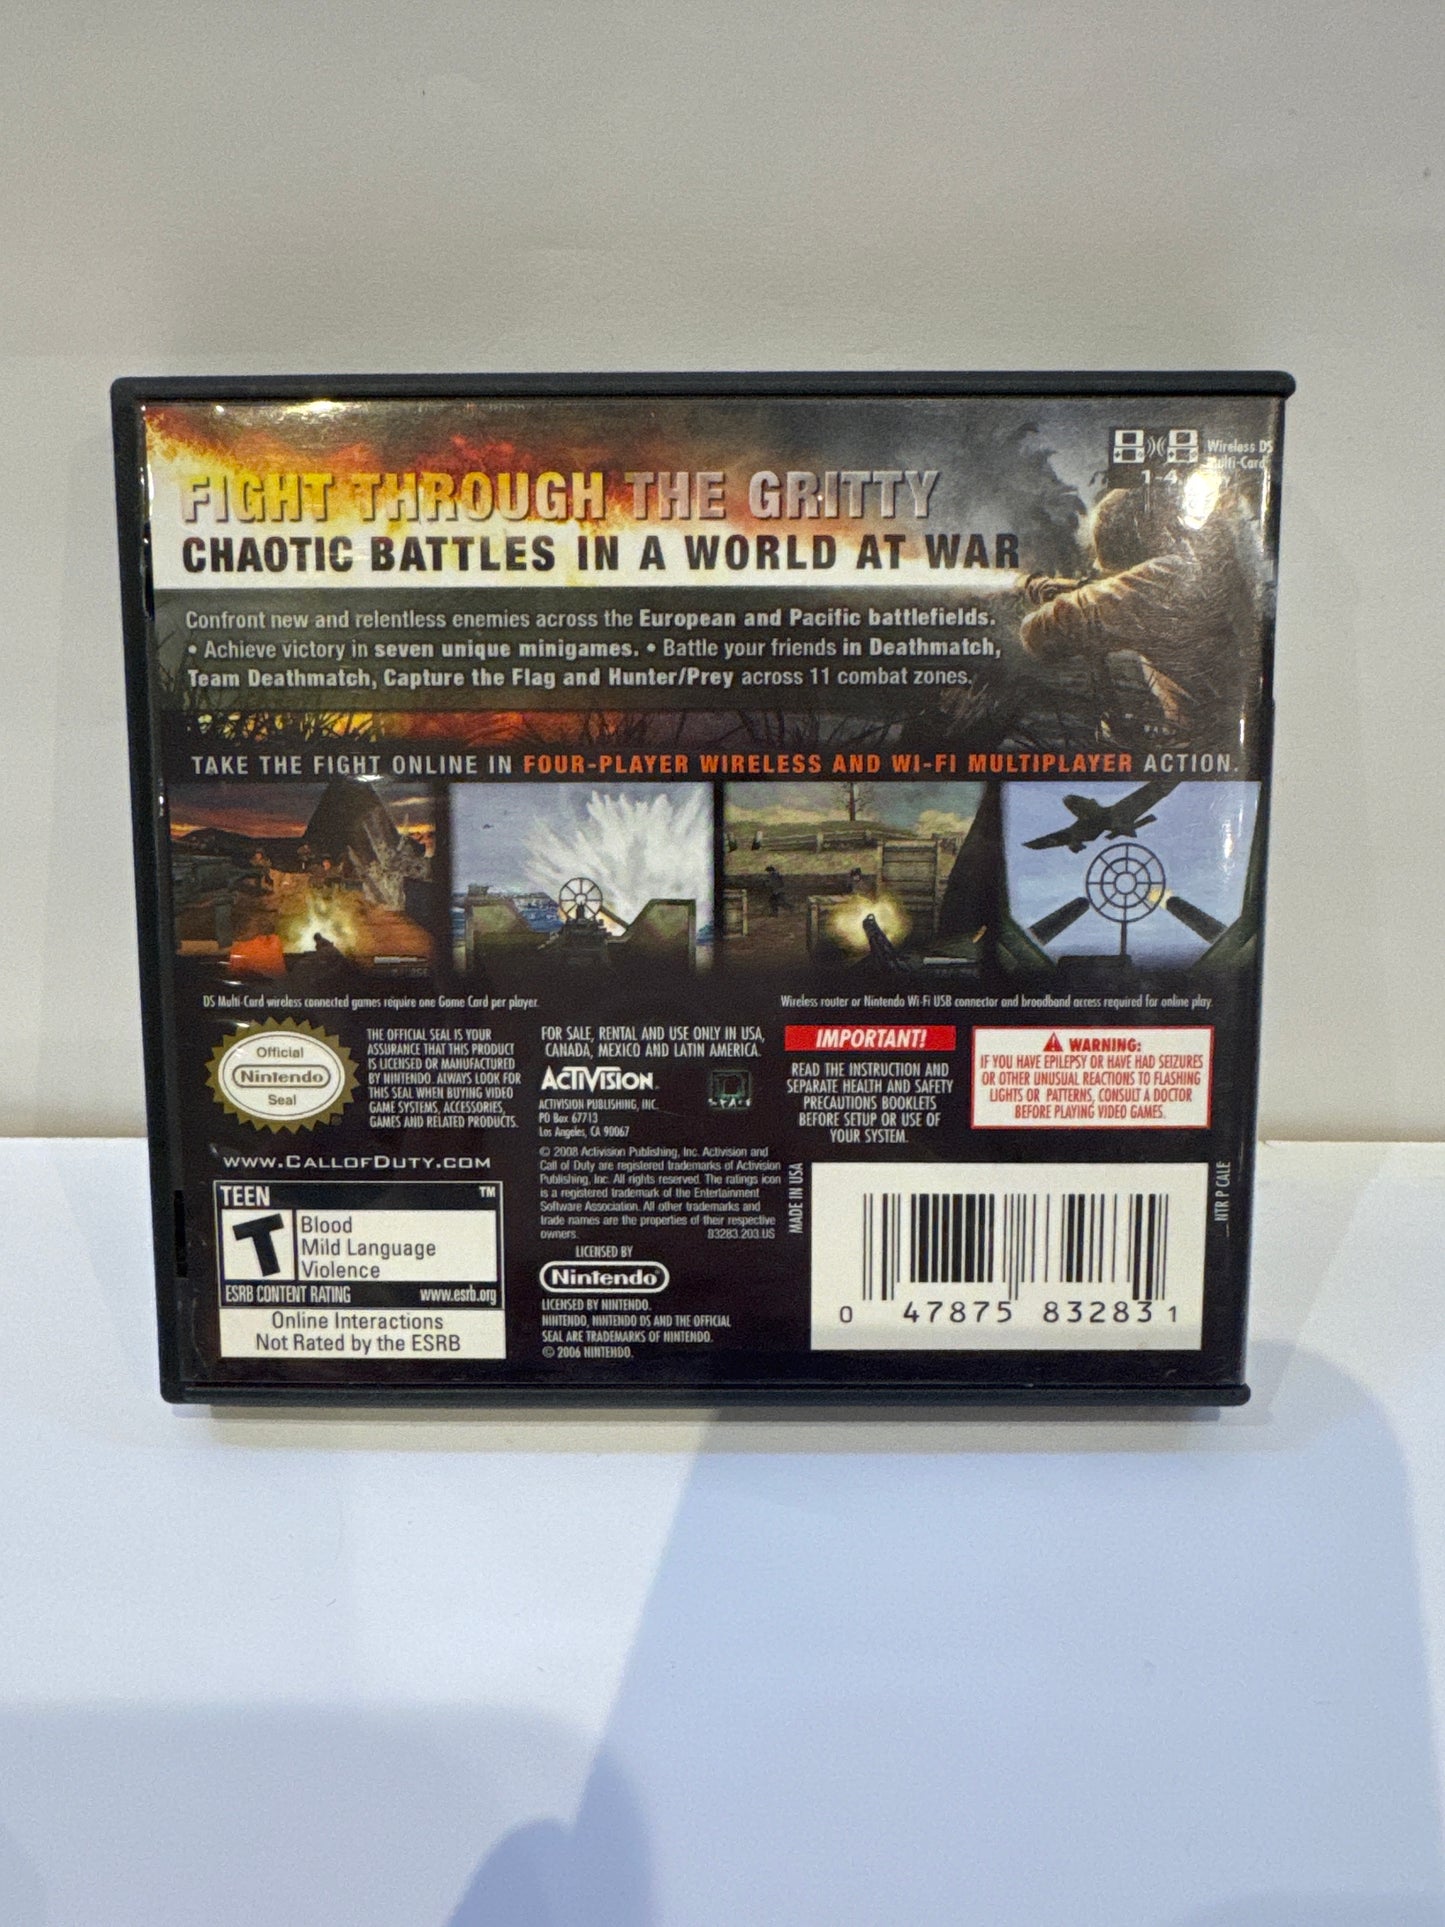 Wireless DS
Multi-Card
1-4
FIGHT THROUGH THE GRITTY
CHAOTIC BATTLES IN A WORLD AT WAR
Confront new and relentless enemies across the European and Pacific battlefields.
• Achieve victory in seven unique minigames. • Battle your friends in Deathmatch,
Team Deathmatch, Capture the Flag and Hunter/Prey across 11 combat zones.
TAKE THE FIGHT ONLINE IN FOUR-PLAYER WIRELESS AND WI-FI MULTIPLAYER ACTION.
DS Multi-Card wireless connected games require one Game Card per player.
Wireless router or Nintendo Wi-Fi USB connector and broadband access required for online play.
Official
Nintendo
Seal
THE OFFICIAL SEAL IS YOUR
ASSURANCE THAT THIS PRODUCT
IS LICENSED OR MANUFACTURED
BY NINTENDO. ALWAYS LOOK FOR
THIS SEAL WHEN BUYING VIDEO
GAME SYSTEMS, ACCESSORIES,
GAMES AND RELATED PRODUCTS.
FOR SALE, RENTAL AND USE ONLY IN USA,
CANADA, MEXICO AND LATIN AMERICA.
ACTIVISION.
ACTIVISION PUBLISHING, INC.
PO Box 67713
Los Angeles, CA 90067
IMPORTANT!
READ THE INSTRUCTION AND
SEPARATE HEALTH AND SAFETY
PRECAUTIONS BOOKLETS
BEFORE SETUP OR USE OF
YOUR SYSTEM.
WARNING:
IF YOU HAVE EPILEPSY OR HAVE HAD SEIZURES
OR OTHER UNUSUAL REACTIONS TO FLASHING
LIGHTS OR PATTERNS, CONSULT A DOCTOR
BEFORE PLAYING VIDEO GAMES.
WWW.CALLOFDUTY.COM
TEEN TM
T
Blood
Mild Language
Violence
ESRB CONTENT RATING www.esrb.org
Online Interactions
Not Rated by the ESRB
© 2008 Activision Publishing, Inc. Activision and
Call of Duty are registered trademarks of Activision
Publishing, Inc. All rights reserved. The ratings icon
is a registered trademark of the Entertainment
Software Association. All other trademarks and
trade names are the properties of their respective
owners. 83283.203.US
LICENSED BY
Nintendo
LICENSED BY NINTENDO.
NINTENDO, NINTENDO DS AND THE OFFICIAL
SEAL ARE TRADEMARKS OF NINTENDO.
© 2006 NINTENDO.
MADE IN USA
NTR P CALE
0 47875 83283 1